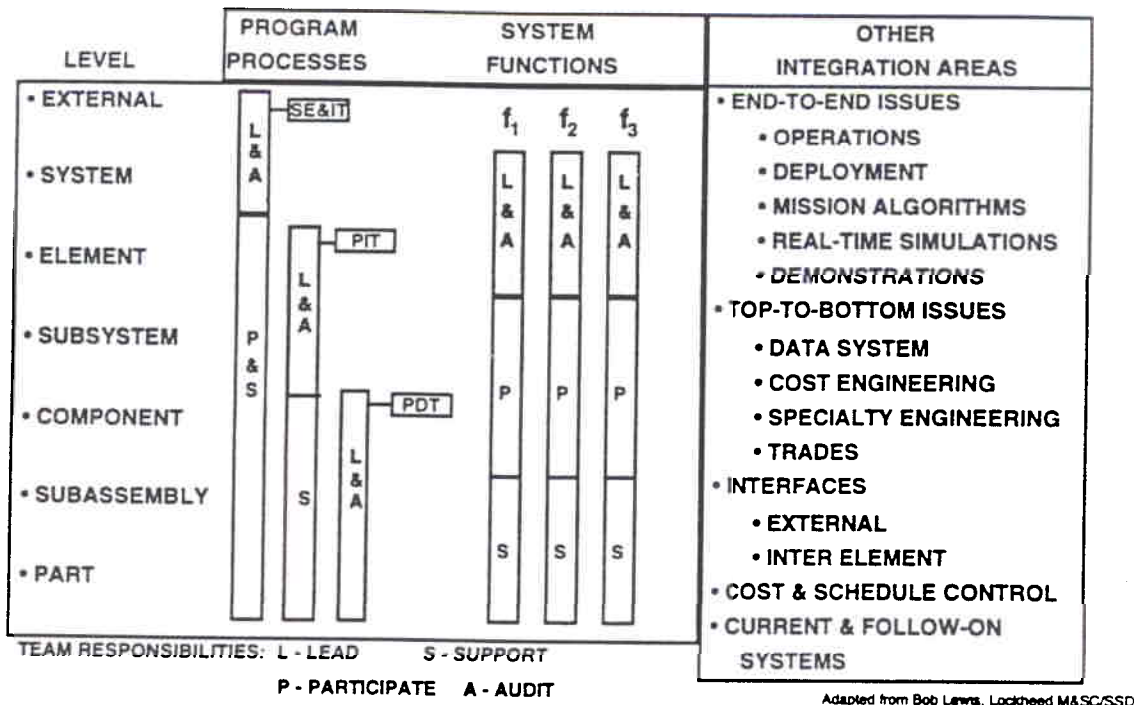 LEVEL
PROGRAM
PROCESSES
SYSTEM
FUNCTIONS
OTHER
INTEGRATION AREAS
• EXTERNAL
• SYSTEM
• ELEMENT
• SUBSYSTEM
• COMPONENT
• SUBASSEMBLY
• PART
L
&
A
SE&IT
P
&
S
L
&
A
PIT
S
L
&
A
PDT
f1
f2
f3
L
&
A
L
&
A
L
&
A
P
P
P
S
S
S
• END-TO-END ISSUES
• OPERATIONS
• DEPLOYMENT
• MISSION ALGORITHMS
• REAL-TIME SIMULATIONS
• DEMONSTRATIONS
• TOP-TO-BOTTOM ISSUES
• DATA SYSTEM
• COST ENGINEERING
• SPECIALTY ENGINEERING
• TRADES
• INTERFACES
• EXTERNAL
• INTER ELEMENT
• COST & SCHEDULE CONTROL
• CURRENT & FOLLOW-ON
SYSTEMS
TEAM RESPONSIBILITIES: L - LEAD S - SUPPORT
P - PARTICIPATE A - AUDIT
Adapted from Bob Lewis, Lockheed M&SC/SSD